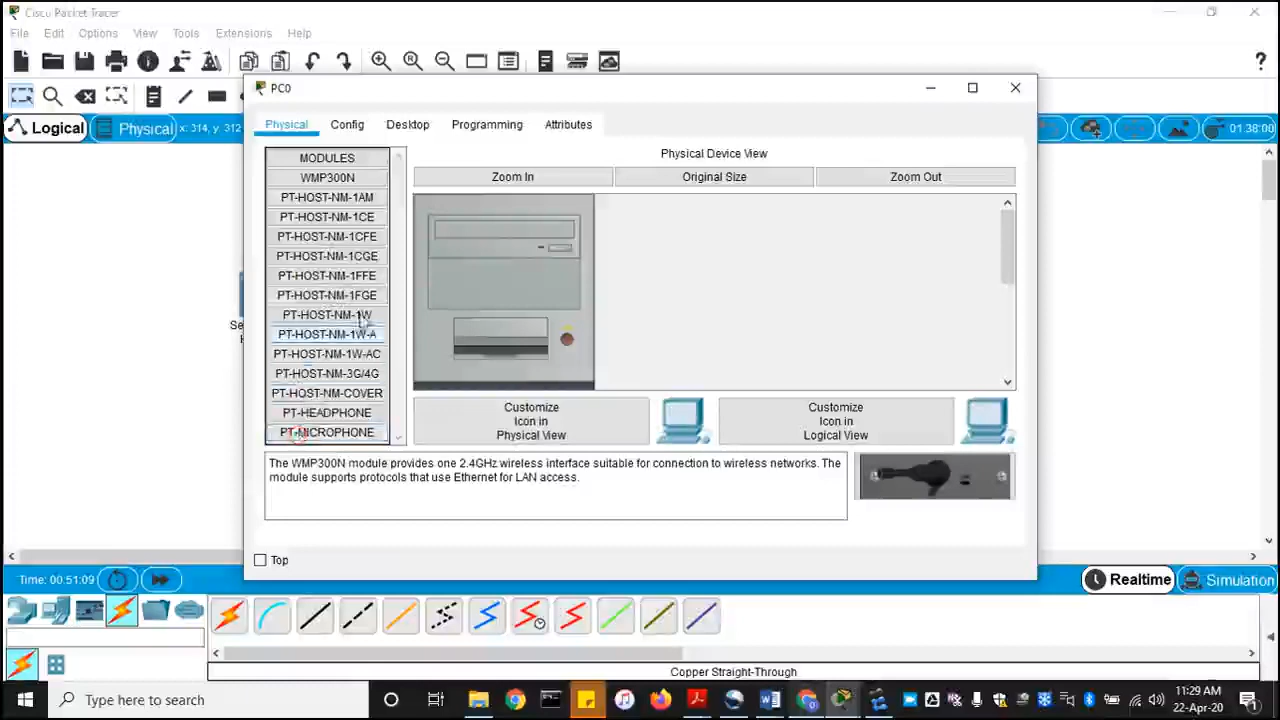 Cisco Packet Tracer
File Edit Options View Tools Extensions Help
Logical
Physical
x: 314, y: 312
01:38:00
PC0
Physical Config Desktop Programming Attributes
MODULES
WMP300N
PT-HOST-NM-1AM
PT-HOST-NM-1CE
PT-HOST-NM-1CFE
PT-HOST-NM-1CGE
PT-HOST-NM-1FFE
PT-HOST-NM-1FGE
PT-HOST-NM-1W
PT-HOST-NM-1W-A
PT-HOST-NM-1W-AC
PT-HOST-NM-3G/4G
PT-HOST-NM-COVER
PT-HEADPHONE
PT-MICROPHONE
Physical Device View
Zoom In Original Size Zoom Out
Customize
Icon in
Physical View
Customize
Icon in
Logical View
The WMP300N module provides one 2.4GHz wireless interface suitable for connection to wireless networks. The
module supports protocols that use Ethernet for LAN access.
Top
Se
Time: 00:51:09
Realtime
Simulation
Copper Straight-Through
Type here to search
11:29 AM
22-Apr-20